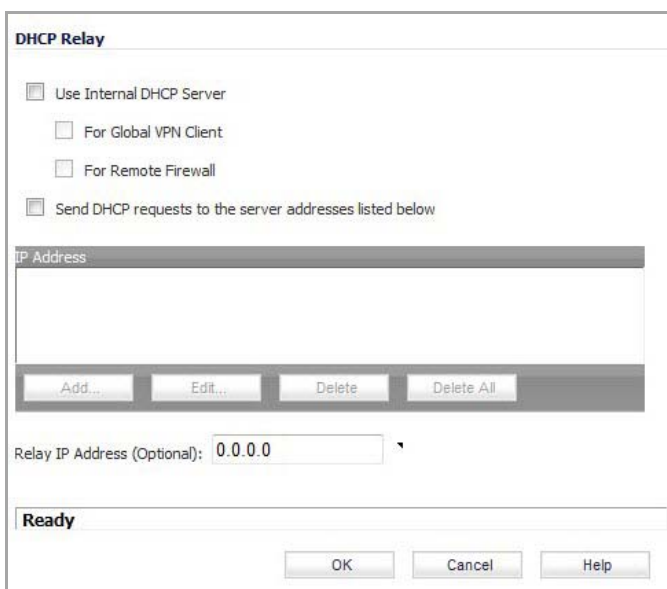 DHCP Relay
Use Internal DHCP Server
For Global VPN Client
For Remote Firewall
Send DHCP requests to the server addresses listed below
IP Address
Add... Edit... Delete Delete All
Relay IP Address (Optional): 0.0.0.0
Ready
OK Cancel Help